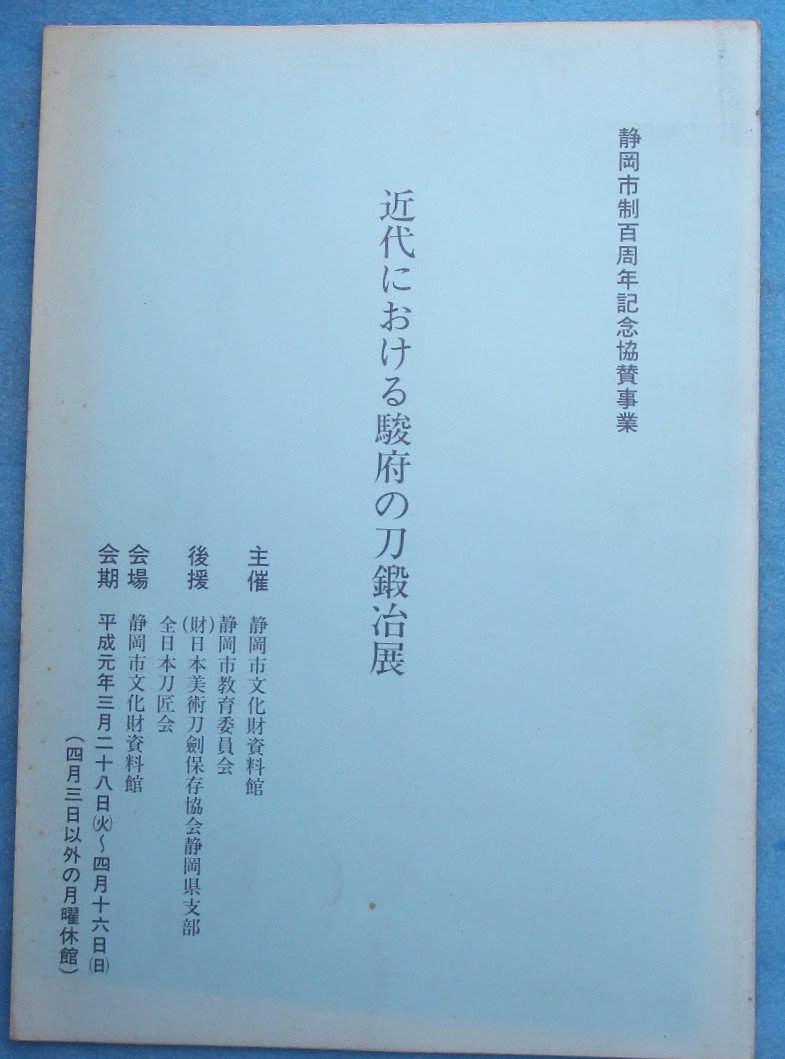 静岡市制百周年記念協賛事業
近代における駿府の刀鍛冶展
主催 静岡市文化財資料館
静岡市教育委員会
後援 (財)日本美術刀劍保存協会静岡県支部
全日本刀匠会
会場 静岡市文化財資料館
会期 平成元年三月二十八日(火)~四月十六日(日)
(四月三日以外の月曜休館)